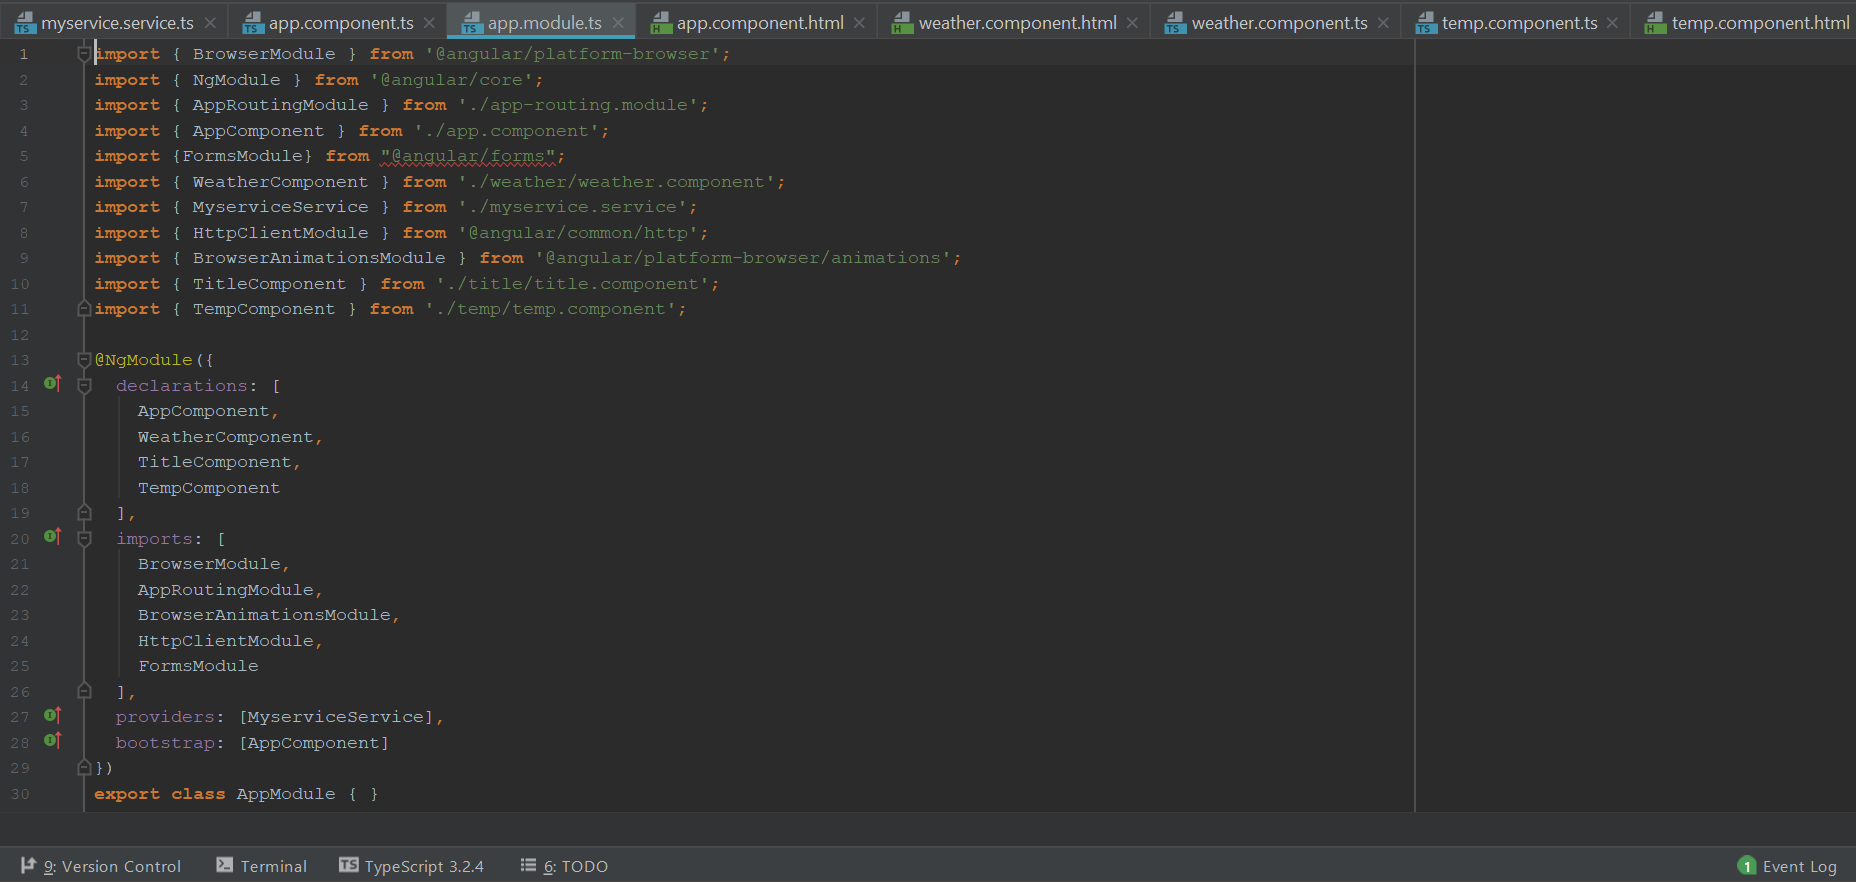 myservice.service.ts app.component.ts app.module.ts app.component.html weather.component.html weather.component.ts temp.component.ts temp.component.html
1 import { BrowserModule } from '@angular/platform-browser';
2 import { NgModule } from '@angular/core';
3 import { AppRoutingModule } from './app-routing.module';
4 import { AppComponent } from './app.component';
5 import {FormsModule} from "@angular/forms";
6 import { WeatherComponent } from './weather/weather.component';
7 import { MyserviceService } from './myservice.service';
8 import { HttpClientModule } from '@angular/common/http';
9 import { BrowserAnimationsModule } from '@angular/platform-browser/animations';
10 import { TitleComponent } from './title/title.component';
11 import { TempComponent } from './temp/temp.component';
12
13 @NgModule({
14   declarations: [
15     AppComponent,
16     WeatherComponent,
17     TitleComponent,
18     TempComponent
19   ],
20   imports: [
21     BrowserModule,
22     AppRoutingModule,
23     BrowserAnimationsModule,
24     HttpClientModule,
25     FormsModule
26   ],
27   providers: [MyserviceService],
28   bootstrap: [AppComponent]
29 })
30 export class AppModule { }
9: Version Control TS Terminal TypeScript 3.2.4 6: TODO 1 Event Log